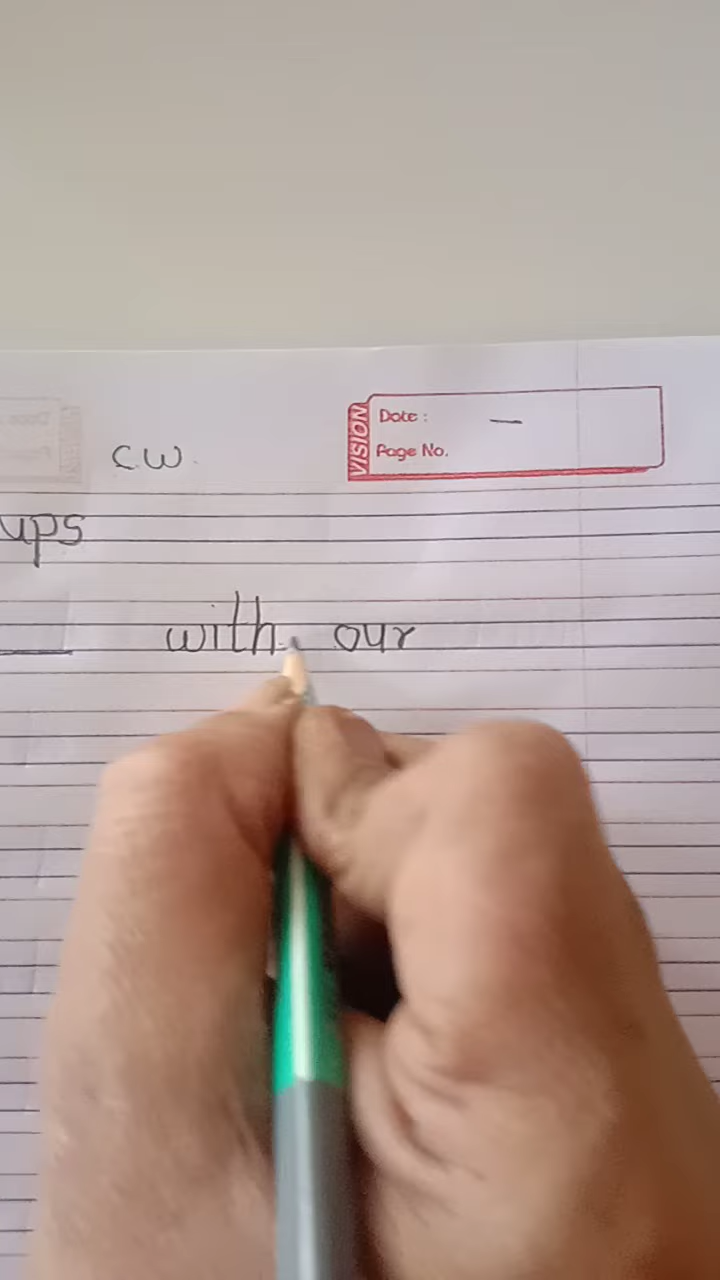 Date : —
C.W.
VISION
Page No.
ups
with our